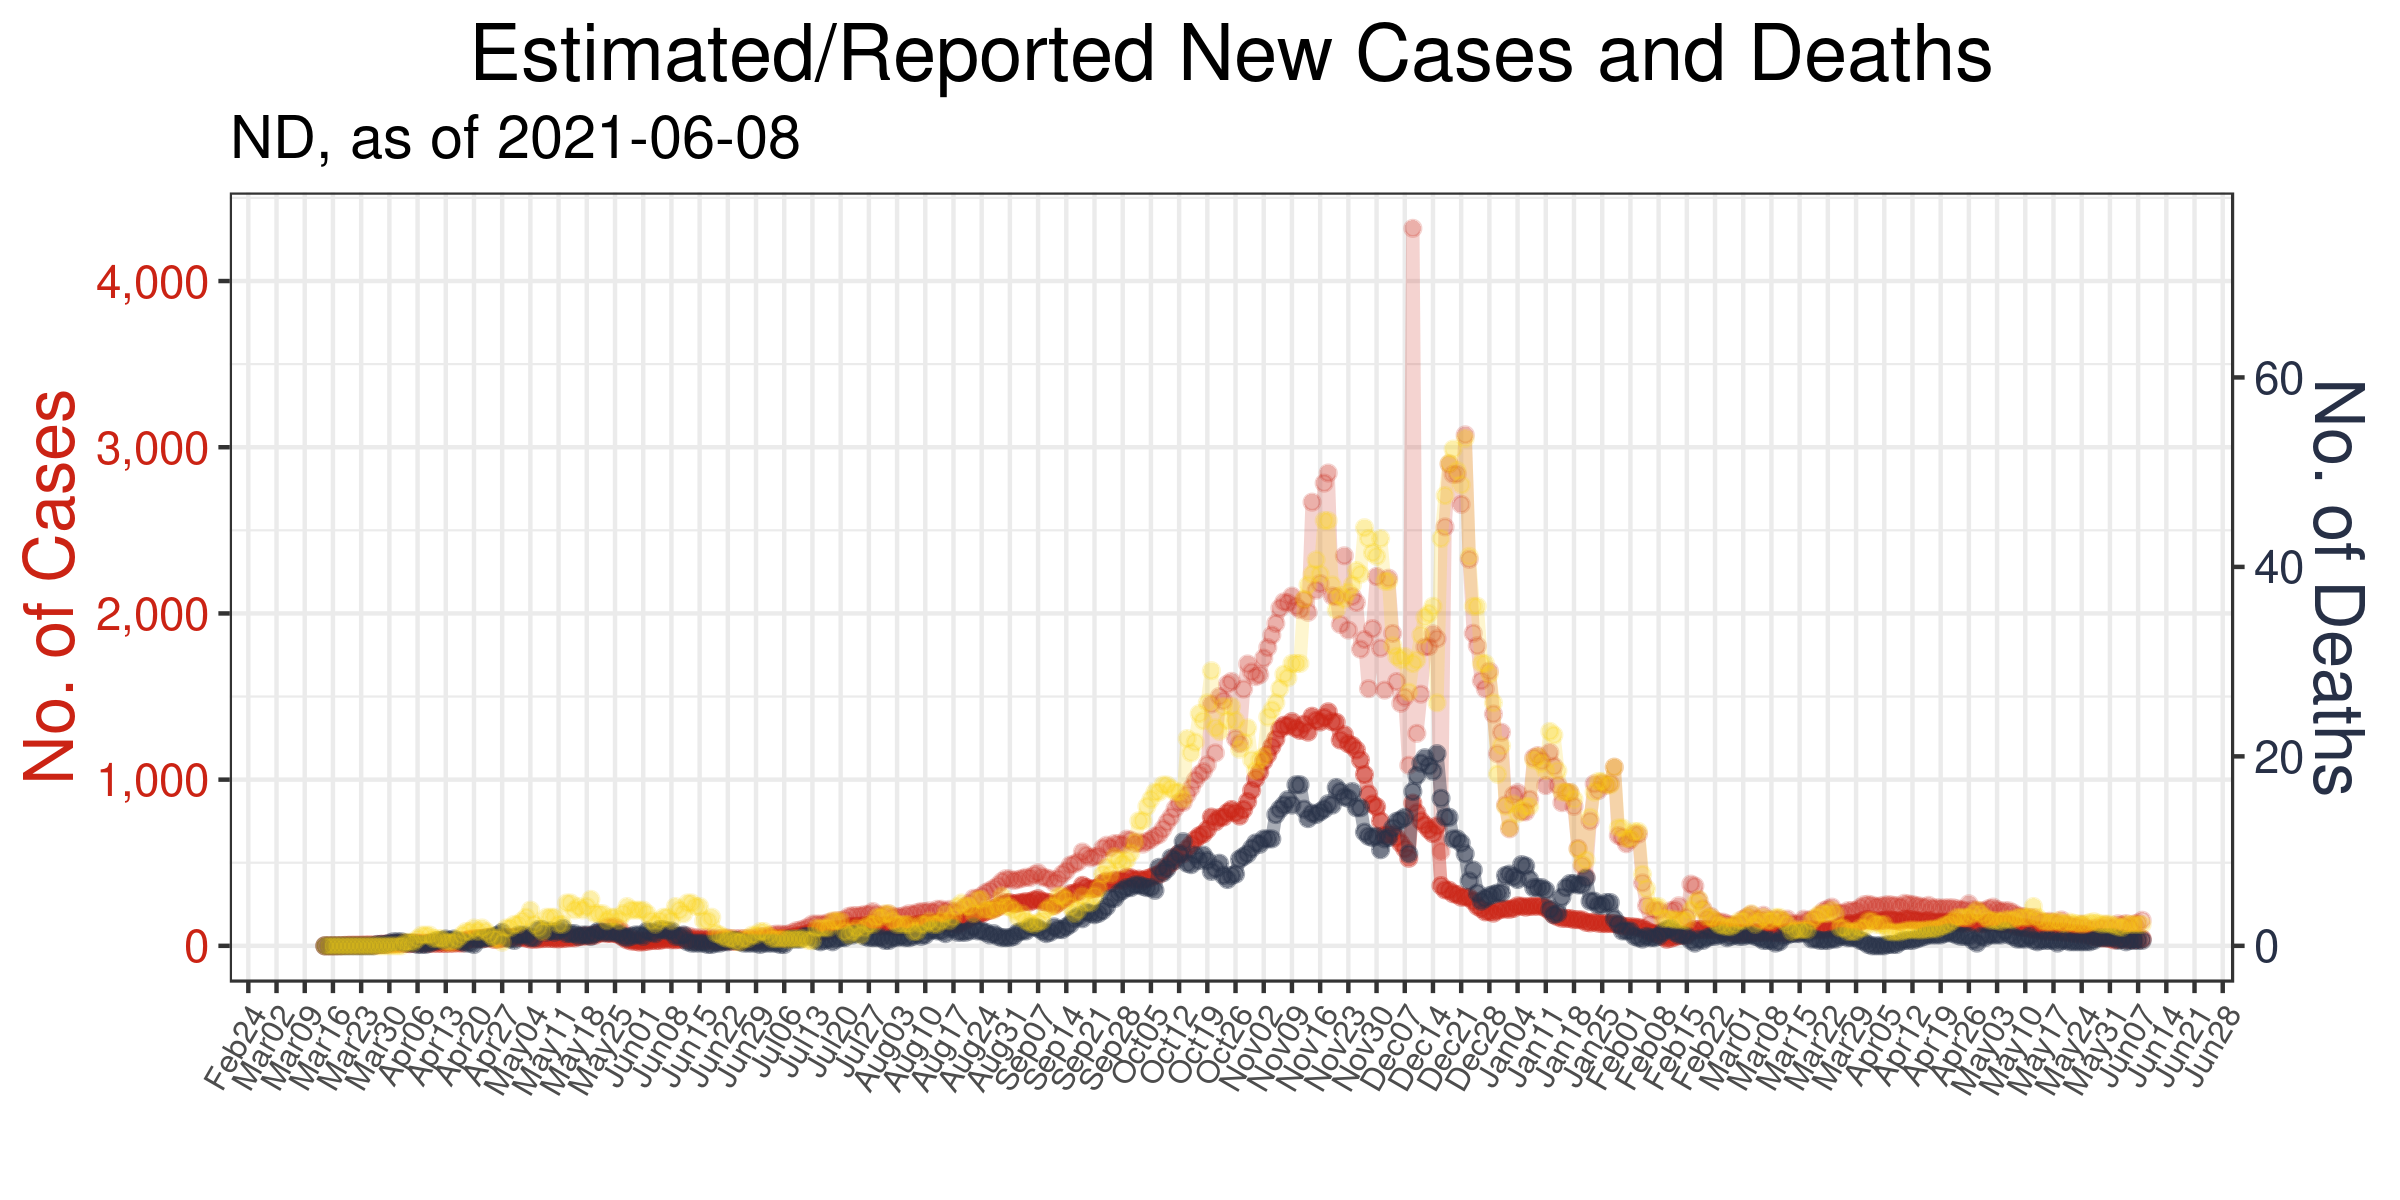 Estimated/Reported New Cases and Deaths
ND, as of 2021-06-08
No. of Cases
4,000
3,000
2,000
1,000
0
No. of Deaths
60
40
20
0
Feb24
Mar02
Mar09
Mar16
Mar23
Mar30
Apr06
Apr13
Apr20
Apr27
May04
May11
May18
May25
Jun01
Jun08
Jun15
Jun22
Jun29
Jul06
Jul13
Jul20
Jul27
Aug03
Aug10
Aug17
Aug24
Aug31
Sep07
Sep14
Sep21
Sep28
Oct05
Oct12
Oct19
Oct26
Nov02
Nov09
Nov16
Nov23
Nov30
Dec07
Dec14
Dec21
Dec28
Jan04
Jan11
Jan18
Jan25
Feb01
Feb08
Feb15
Feb22
Mar01
Mar08
Mar15
Mar22
Mar29
Mar05
Apr12
Apr19
Apr26
May03
May10
May17
May24
May31
May07
Jun14
Jun21
Jun28